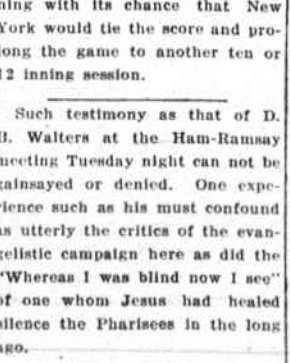 ning with its chance that New
York would tie the score and pro-
long the game to another ten or
12 inning session.
Such testimony as that of D.
B. Walters at the Ham-Ramsay
meeting Tuesday night can not be
gainsayed or denied. One expe-
rience such as his must confound
as utterly the critics of the evan-
gelistic campaign here as did the
"Whereas I was blind now I see"
of one whom Jesus had healed
silence the Pharisees in the long
ago.